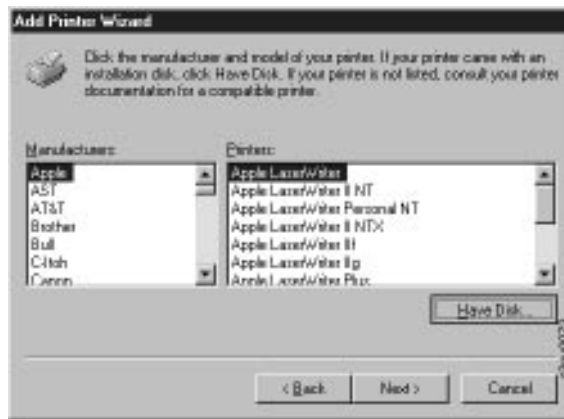 Add Printer Wizard
Click the manufacturer and model of your printer. If your printer came with an
installation disk, click Have Disk. If your printer is not listed, consult your printer
documentation for a compatible printer.
Manufacturers:
Printers:
Apple
AST
AT&T
Brother
Bull
C-Itoh
Canon
Apple LaserWriter
Apple LaserWriter II NT
Apple LaserWriter Personal NT
Apple LaserWriter II NTX
Apple LaserWriter IIf
Apple LaserWriter IIg
Apple LaserWriter Plus
Have Disk...
< Back
Next >
Cancel